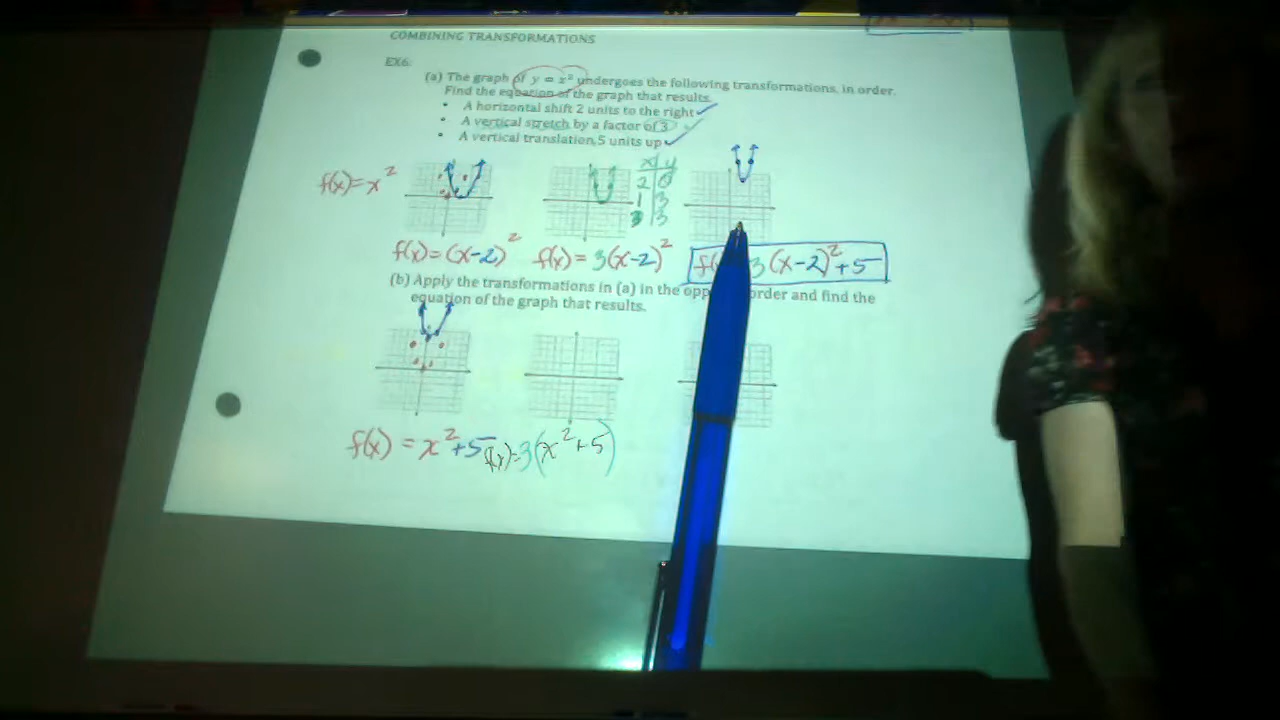 COMBINING TRANSFORMATIONS
EX6:
(a) The graph of y = x² undergoes the following transformations, in order.
Find the equation of the graph that results.
• A horizontal shift 2 units to the right
• A vertical stretch by a factor of 3
• A vertical translation 5 units up
x y
2 0
1 3
3 3
f(x)=x²
f(x)=(x-2)² f(x)=3(x-2)² 3(x-2)²+5
(b) Apply the transformations in (a) in the order and find the
equation of the graph that results.
f(x)=x²+5 f(x)=3(x²+5)